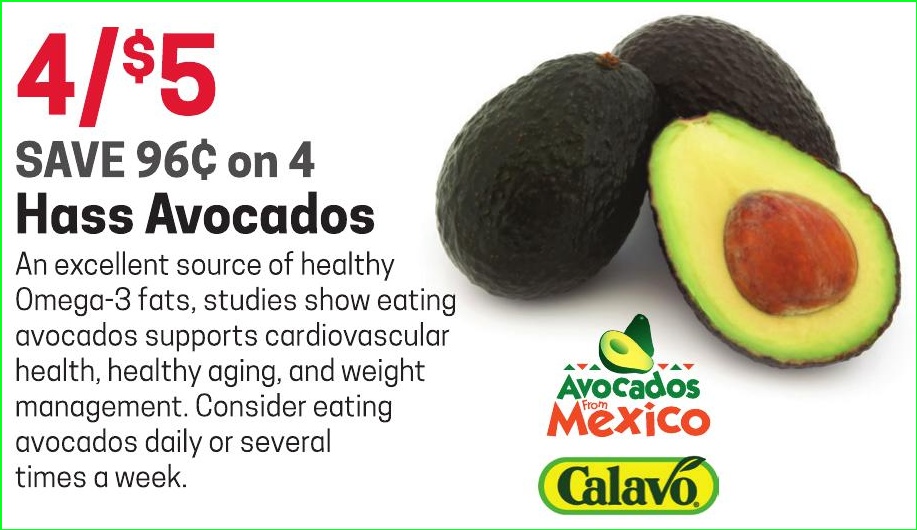 4/$5
SAVE 96¢ on 4
Hass Avocados
An excellent source of healthy
Omega-3 fats, studies show eating
avocados supports cardiovascular
health, healthy aging, and weight
management. Consider eating
avocados daily or several
times a week.
Avocados
From
Mexico
Calavo